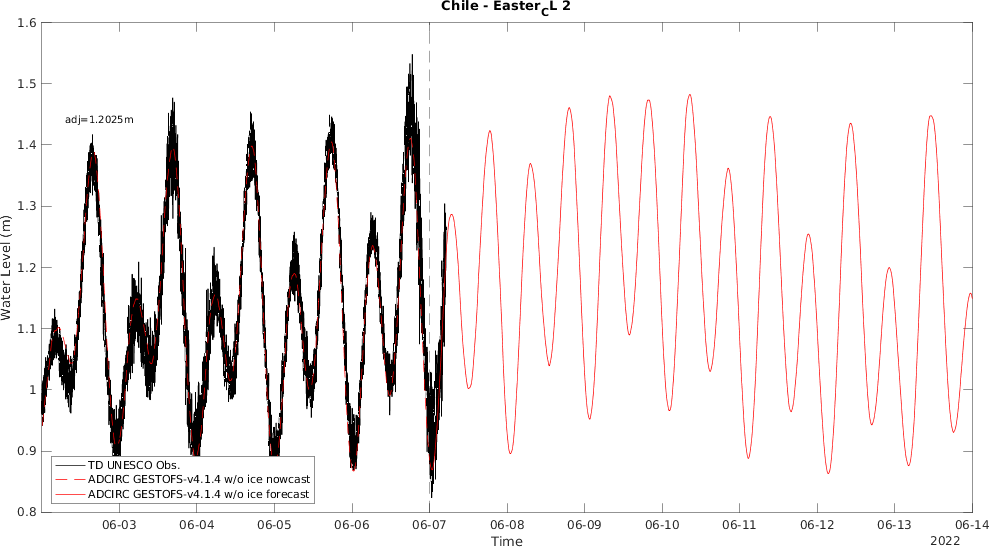 Chile - Easter_CL 2
1.6
1.5
1.4
1.3
1.2
1.1
1
0.9
0.8
Water Level (m)
adj=1.2025m
TD UNESCO Obs.
ADCIRC GESTOFS-v4.1.4 w/o ice nowcast
ADCIRC GESTOFS-v4.1.4 w/o ice forecast
06-03 06-04 06-05 06-06 06-07 06-08 06-09 06-10 06-11 06-12 06-13 06-14
Time
2022